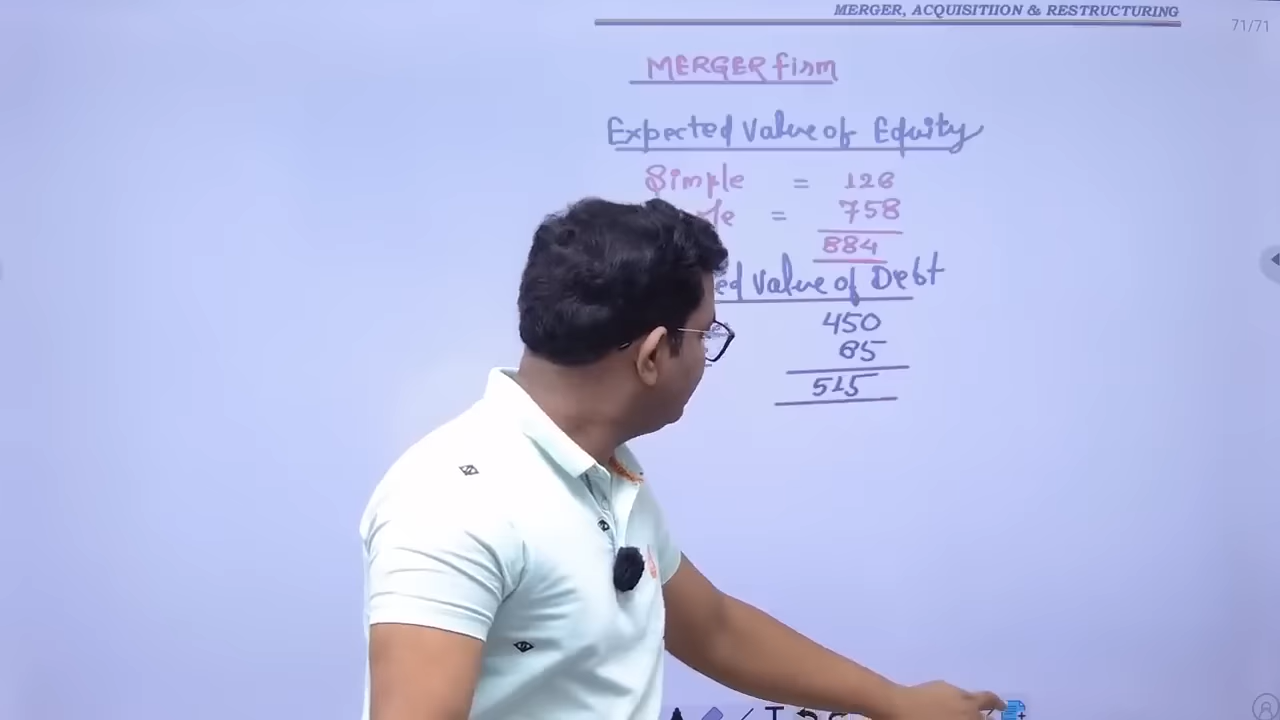 MERGER, ACQUISITIION & RESTRUCTURING
71/71
MERGER firm
Expected Value of Equity
Simple = 126
le = 758
884
ed Value of Debt
450
65
515